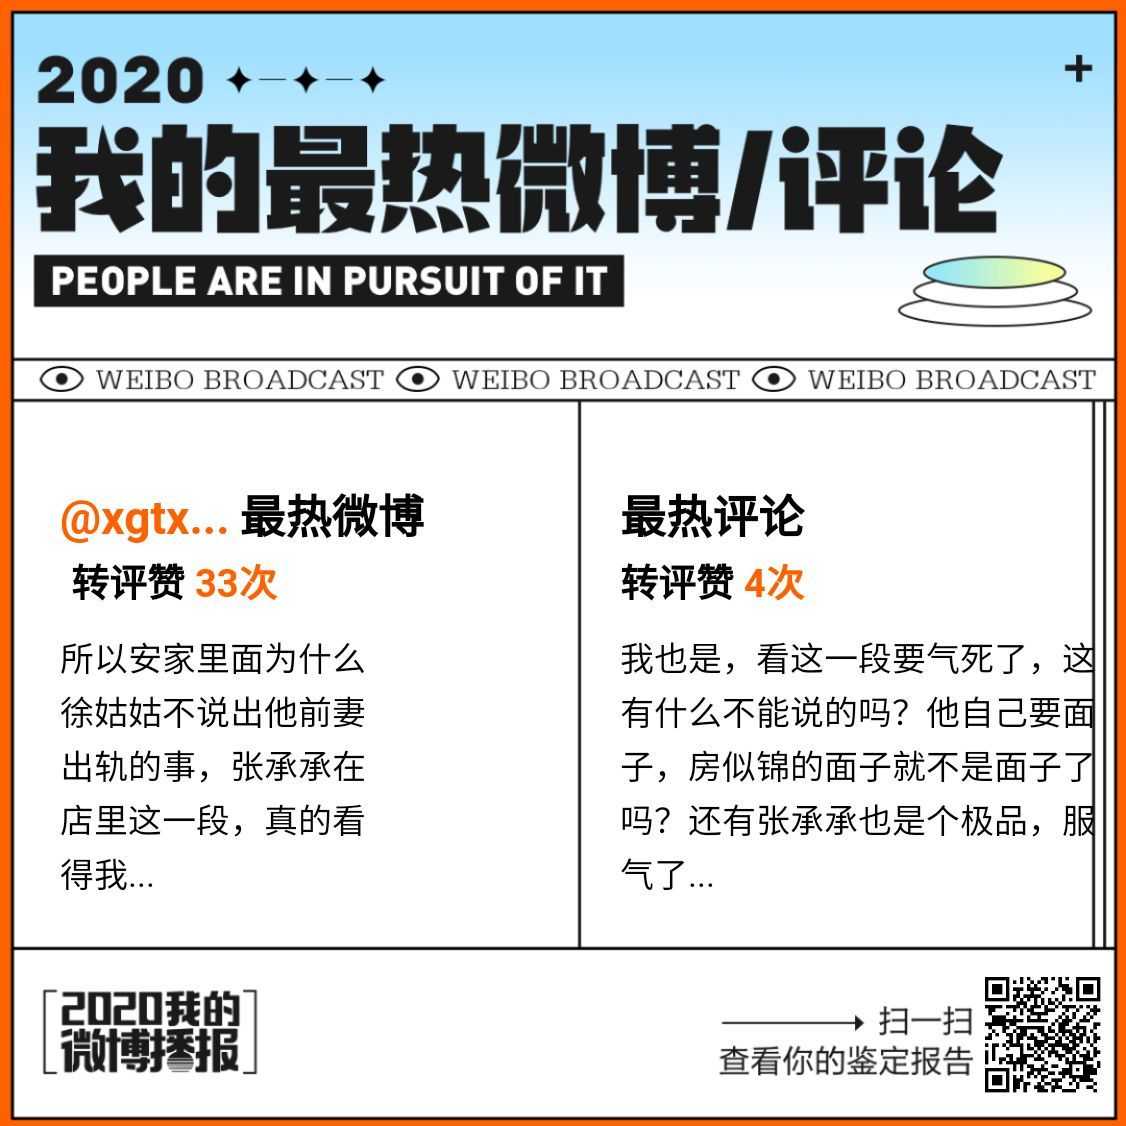 2020
我的最热微博/评论
PEOPLE ARE IN PURSUIT OF IT
WEIBO BROADCAST WEIBO BROADCAST WEIBO BROADCAST
@xgtx... 最热微博
转评赞 33次
所以安家里面为什么
徐姑姑不说出他前妻
出轨的事，张承承在
店里这一段，真的看
得我...
最热评论
转评赞 4次
我也是，看这一段要气死了，这
有什么不能说的吗？他自己要面
子，房似锦的面子就不是面子了
吗？还有张承承也是个极品，服
气了...
2020我的
微博播报
扫一扫
查看你的鉴定报告